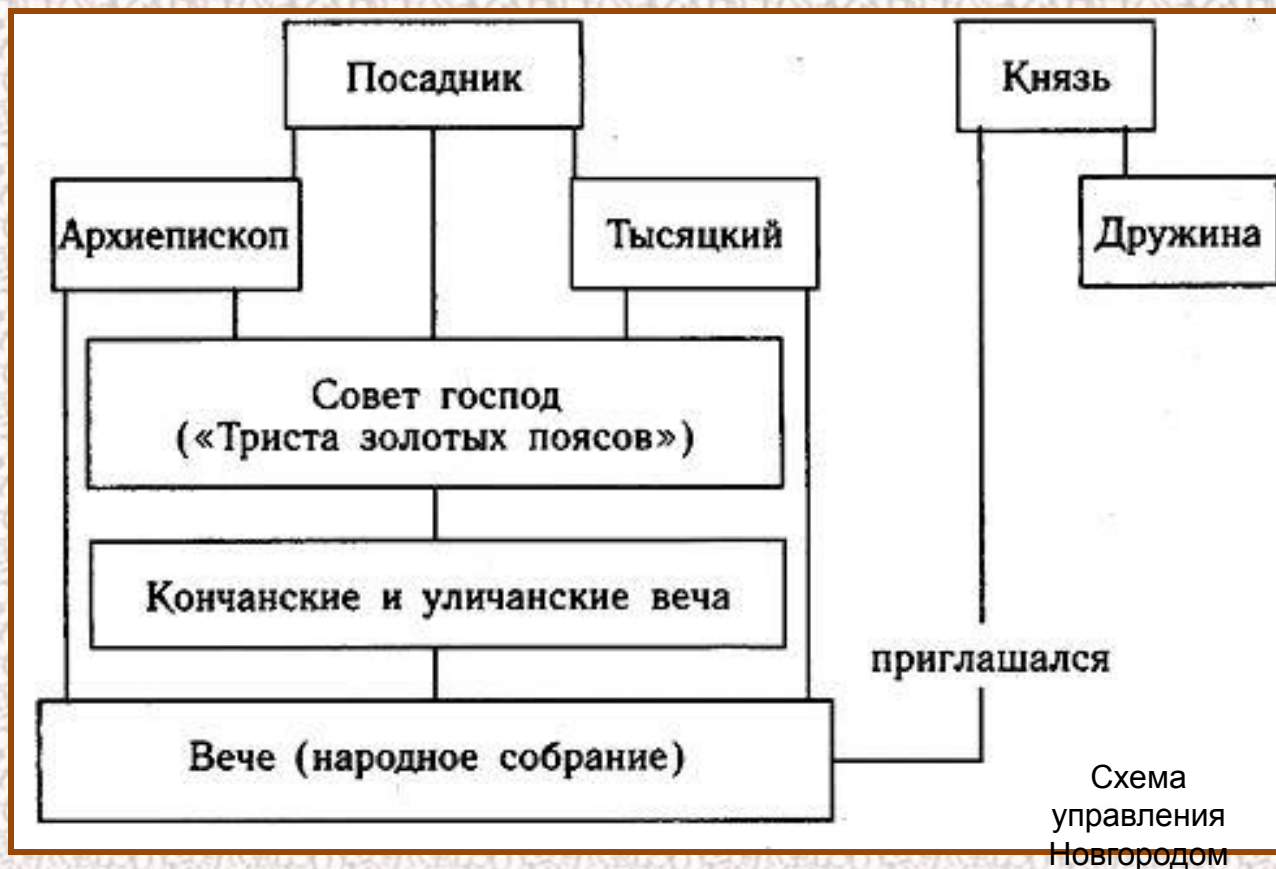 Посадник
Князь
Архиепископ
Тысяцкий
Дружина
Совет господ
(«Триста золотых поясов»)
Кончанские и уличанские веча
приглашался
Вече (народное собрание)
Схема
управления
Новгородом